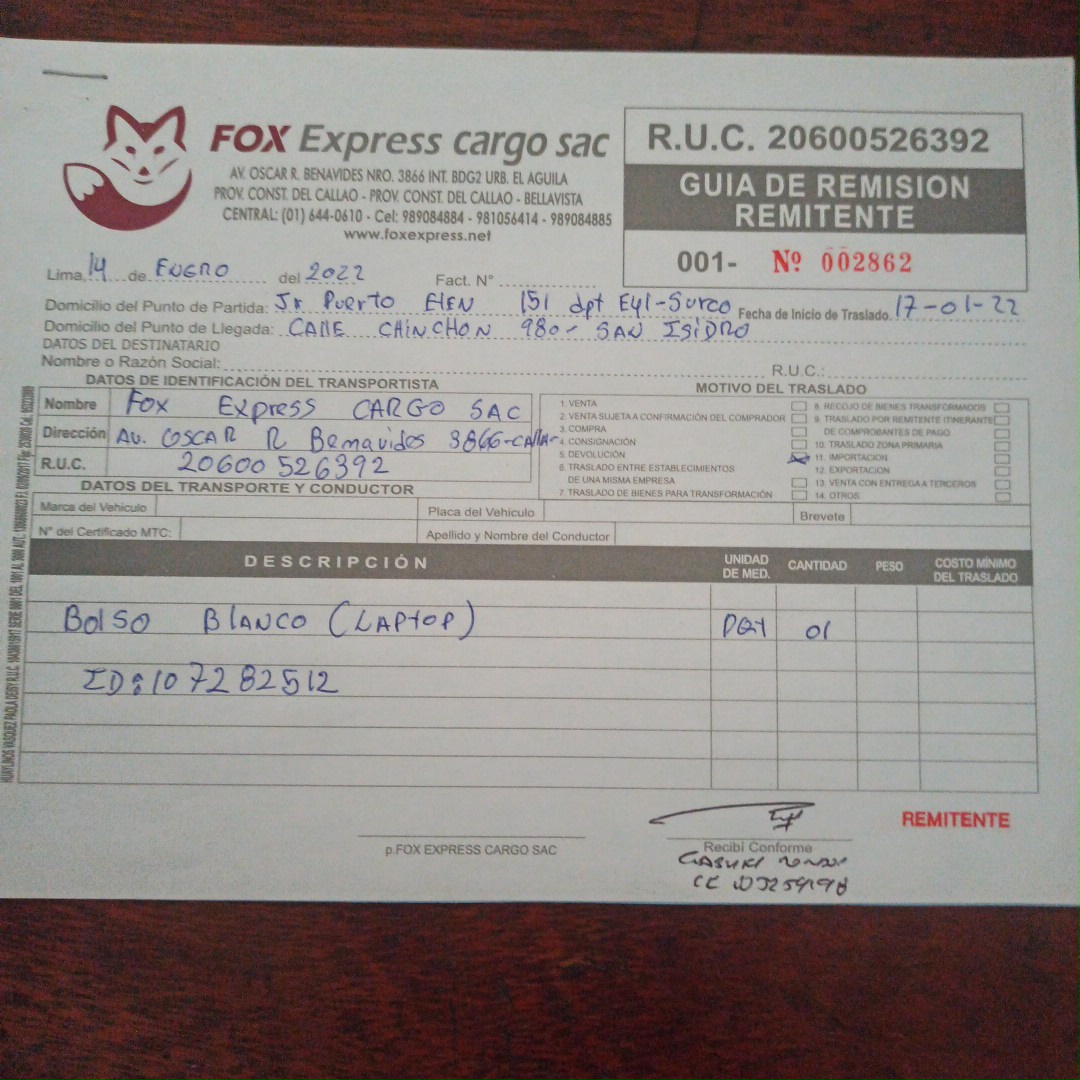 FOX Express cargo sac
AV. OSCAR R. BENAVIDES NRO. 3866 INT. BDG2 URB. EL AGUILA
PROV. CONST. DEL CALLAO - PROV. CONST. DEL CALLAO - BELLAVISTA
CENTRAL: (01) 644-0610 - Cel: 989084884 - 981056414 - 989084885
www.foxexpress.net
R.U.C. 20600526392
GUIA DE REMISION
REMITENTE
001- Nº 002862
Lima, 14 de ENERO del 2022 Fact. N°
Domicilio del Punto de Partida: Jr Puerto Eten 151 dpt - Surco Fecha de Inicio de Traslado. 17-01-22
Domicilio del Punto de Llegada: CALLE CHINCHON 980- SAN ISIDRO
DATOS DEL DESTINATARIO
Nombre o Razón Social: R.U.C.:
DATOS DE IDENTIFICACIÓN DEL TRANSPORTISTA
Nombre Fox Express CARGO SAC
Dirección Av. OSCAR R Benavides 3866-
R.U.C. 20600526392
MOTIVO DEL TRASLADO
1. VENTA
2. VENTA SUJETA A CONFIRMACIÓN DEL COMPRADOR
3. COMPRA
4. CONSIGNACIÓN
5. DEVOLUCIÓN
6. TRASLADO ENTRE ESTABLECIMIENTOS
DE UNA MISMA EMPRESA
7. TRASLADO DE BIENES PARA TRANSFORMACIÓN
8. RECOJO DE BIENES TRANSFORMADOS
9. TRASLADO POR REMITENTE ITINERANTE
DE COMPROBANTES DE PAGO
10. TRASLADO ZONA PRIMARIA
11. IMPORTACION
12. EXPORTACION
13. VENTA CON ENTREGA A TERCEROS
14. OTROS
DATOS DEL TRANSPORTE Y CONDUCTOR
Marca del Vehículo Placa del Vehículo Brevete
N° del Certificado MTC: Apellido y Nombre del Conductor
DESCRIPCIÓN UNIDAD DE MED. CANTIDAD PESO COSTO MÍNIMO DEL TRASLADO
Bolso Blanco (LAPTOP) 01
ID: 107282512
p.FOX EXPRESS CARGO SAC
Recibí Conforme
REMITENTE